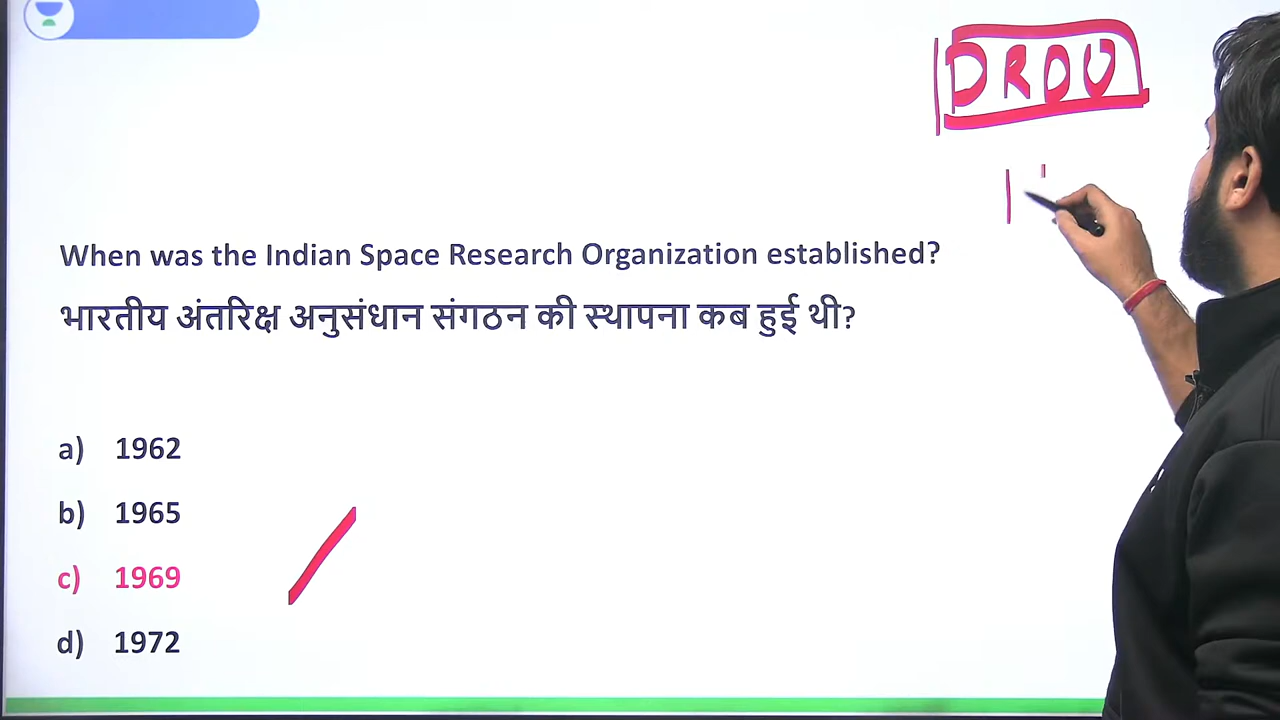 DRDO
When was the Indian Space Research Organization established?
भारतीय अंतरिक्ष अनुसंधान संगठन की स्थापना कब हुई थी?
a) 1962
b) 1965
c) 1969
d) 1972